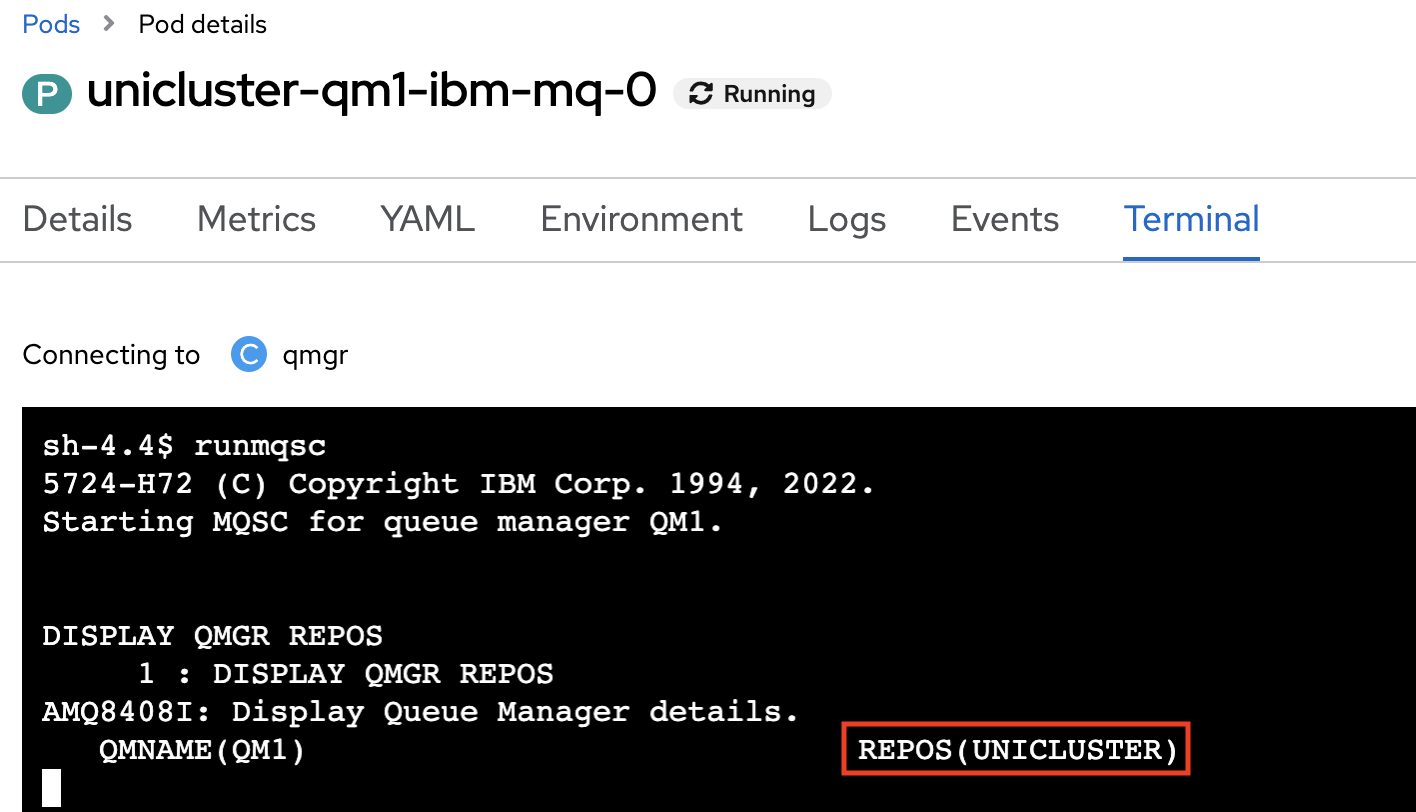 Pods > Pod details
P unicluster-qm1-ibm-mq-0 Running
Details Metrics YAML Environment Logs Events Terminal
Connecting to C qmgr
sh-4.4$ runmqsc
5724-H72 (C) Copyright IBM Corp. 1994, 2022.
Starting MQSC for queue manager QM1.
DISPLAY QMGR REPOS
1 : DISPLAY QMGR REPOS
AMQ8408I: Display Queue Manager details.
QMNAME(QM1) REPOS(UNICLUSTER)